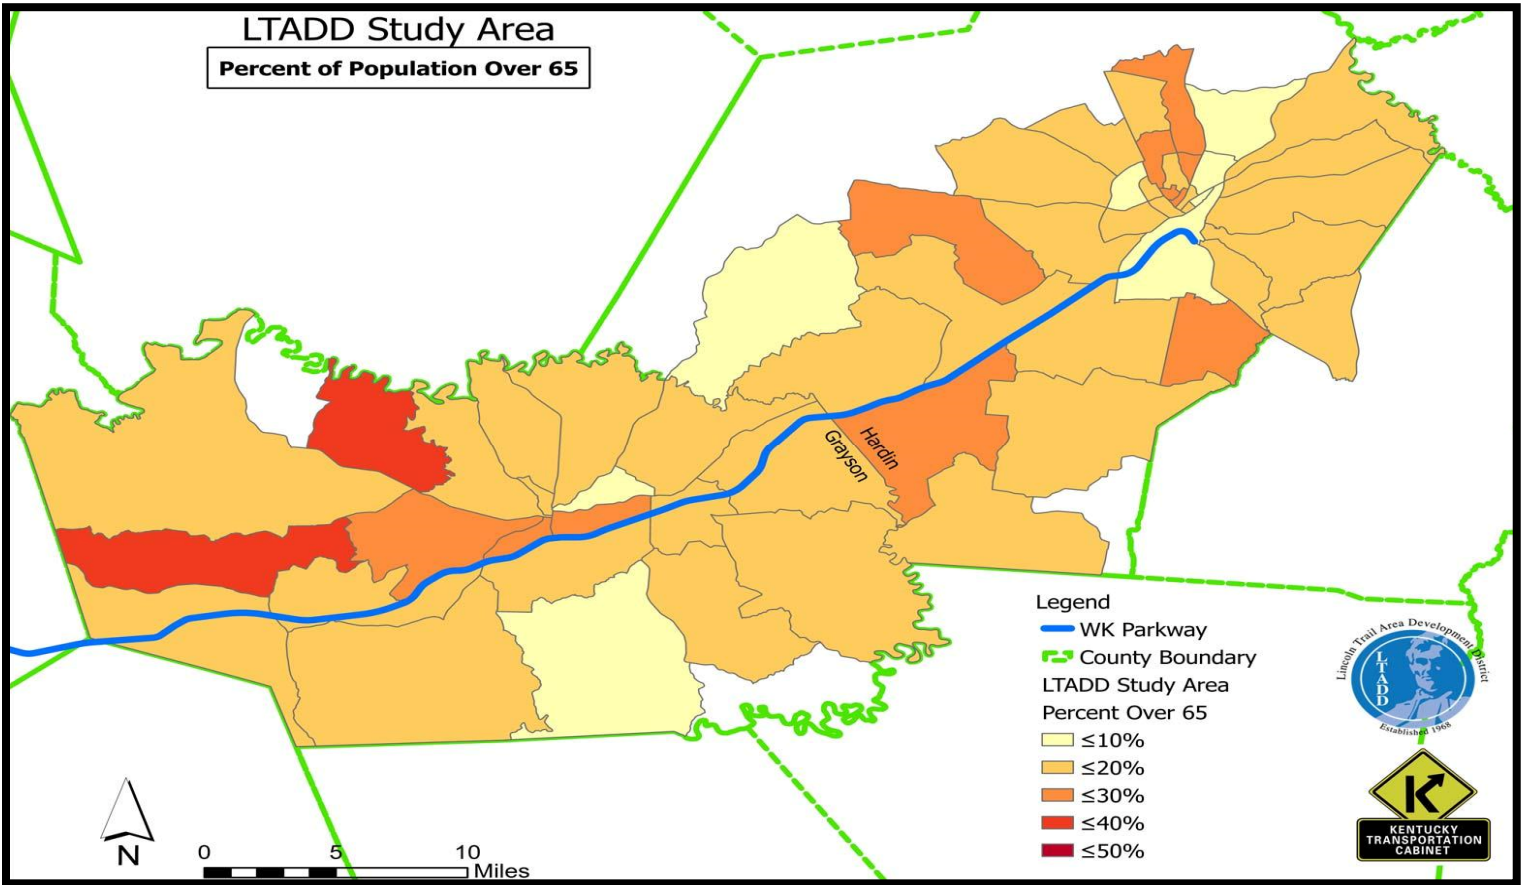 LTADD Study Area
Percent of Population Over 65
Hardin
Grayson
Legend
WK Parkway
County Boundary
LTADD Study Area
Percent Over 65
≤10%
≤20%
≤30%
≤40%
≤50%
Lincoln Trail Area Development District
LTADD
Established 1968
KENTUCKY
TRANSPORTATION
CABINET
N
0 5 10
Miles